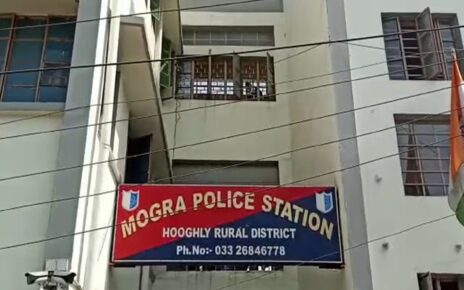 MOGRA POLICE STATION
HOOGHLY RURAL DISTRICT
Ph.No:- 033 26846778